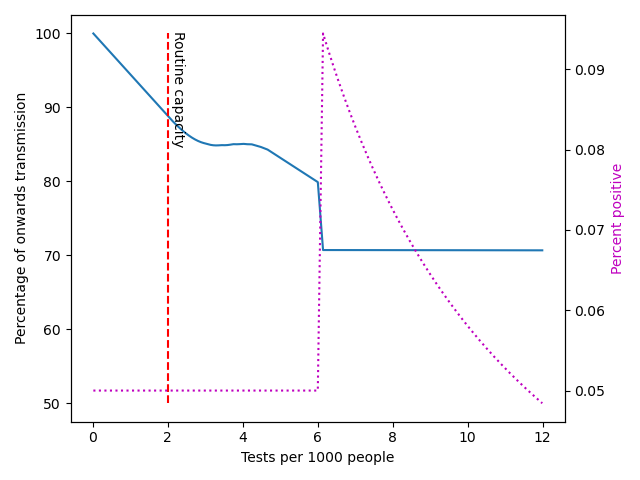 100
90
80
70
60
50
Percentage of onwards transmission
Routine capacity
0.09
0.08
0.07
0.06
0.05
Percent positive
0 2 4 6 8 10 12
Tests per 1000 people